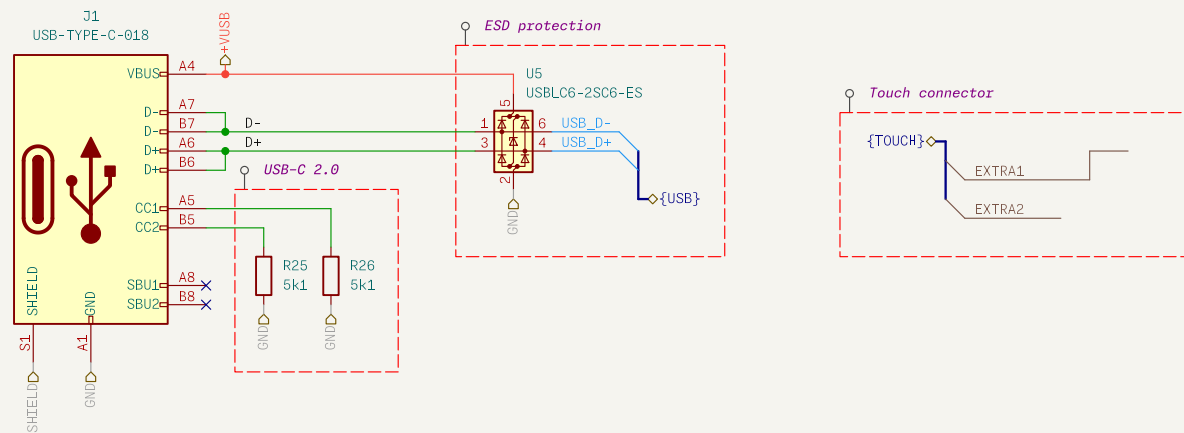 J1
USB-TYPE-C-018
+VUSB
VBUS
A4
D-
A7
D-
B7
D-
D+
A6
D+
D+
B6
CC1
A5
CC2
B5
SBU1
A8
SBU2
B8
SHIELD
GND
S1
A1
SHIELD
GND
USB-C 2.0
R25
5k1
R26
5k1
GND
GND
ESD protection
U5
USBLC6-2SC6-ES
5
1
6
USB_D-
3
4
USB_D+
2
GND
{USB}
Touch connector
{TOUCH}
EXTRA1
EXTRA2